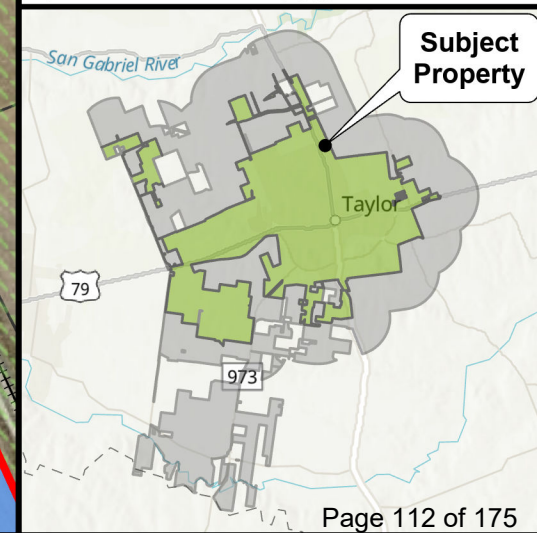 Subject
Property
San Gabriel River
Taylor
79
973
Page 112 of 175